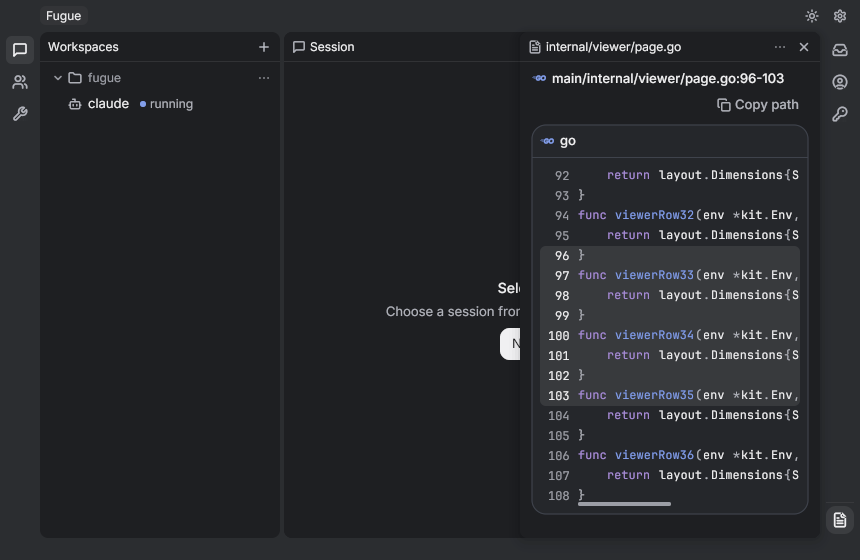 Fugue
Workspaces
fugue
claude
running
Session
Choose a session from
internal/viewer/page.go
main/internal/viewer/page.go:96-103
Copy path
go
92     return layout.Dimensions{S
93 }
94 func viewerRow32(env *kit.Env,
95     return layout.Dimensions{S
96 }
97 func viewerRow33(env *kit.Env,
98     return layout.Dimensions{S
99 }
100 func viewerRow34(env *kit.Env,
101     return layout.Dimensions{S
102 }
103 func viewerRow35(env *kit.Env,
104     return layout.Dimensions{S
105 }
106 func viewerRow36(env *kit.Env,
107     return layout.Dimensions{S
108 }